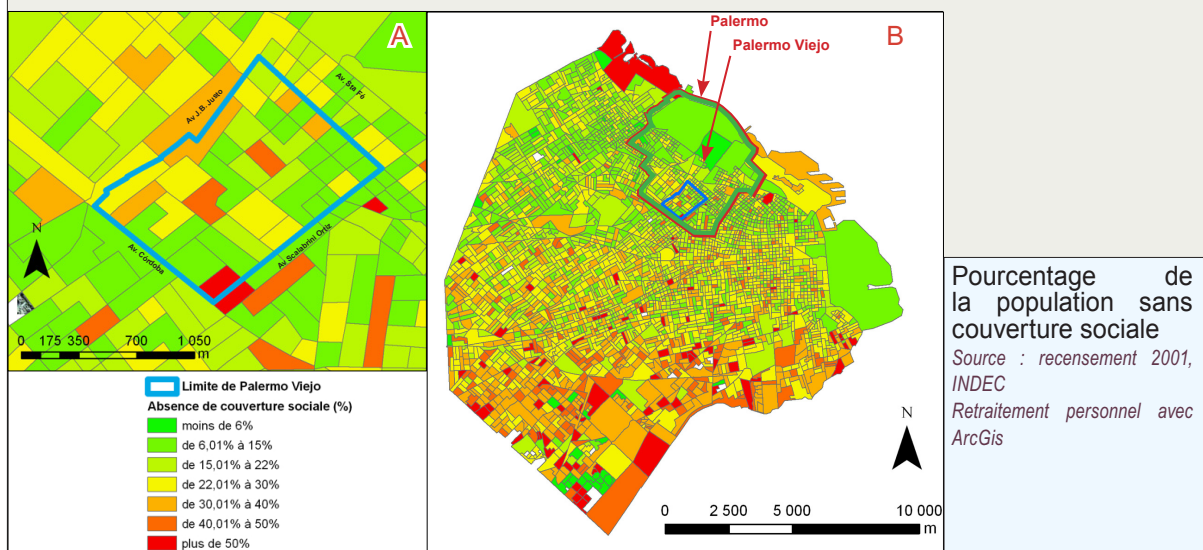 A
Av J.B. Justo
Av Sta Fé
Av. Córdoba
Av.Scalabrini Ortiz
N
0 175 350 700 1 050
m
Limite de Palermo Viejo
Absence de couverture sociale (%)
moins de 6%
de 6,01% à 15%
de 15,01% à 22%
de 22,01% à 30%
de 30,01% à 40%
de 40,01% à 50%
plus de 50%
Palermo
Palermo Viejo
B
N
0 2 500 5 000 10 000
m
Pourcentage de
la population sans
couverture sociale
Source : recensement 2001,
INDEC
Retraitement personnel avec
ArcGis